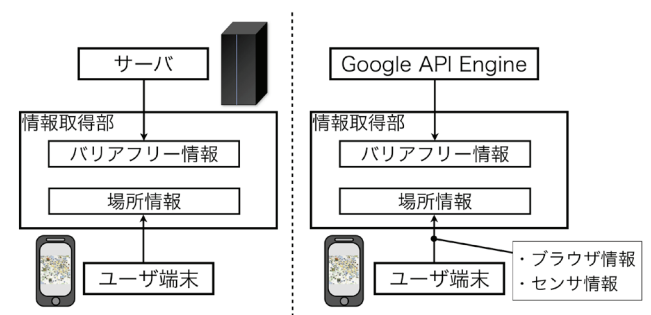 サーバ
情報取得部
バリアフリー情報
場所情報
ユーザ端末
Google API Engine
情報取得部
バリアフリー情報
場所情報
ユーザ端末
・ブラウザ情報
・センサ情報